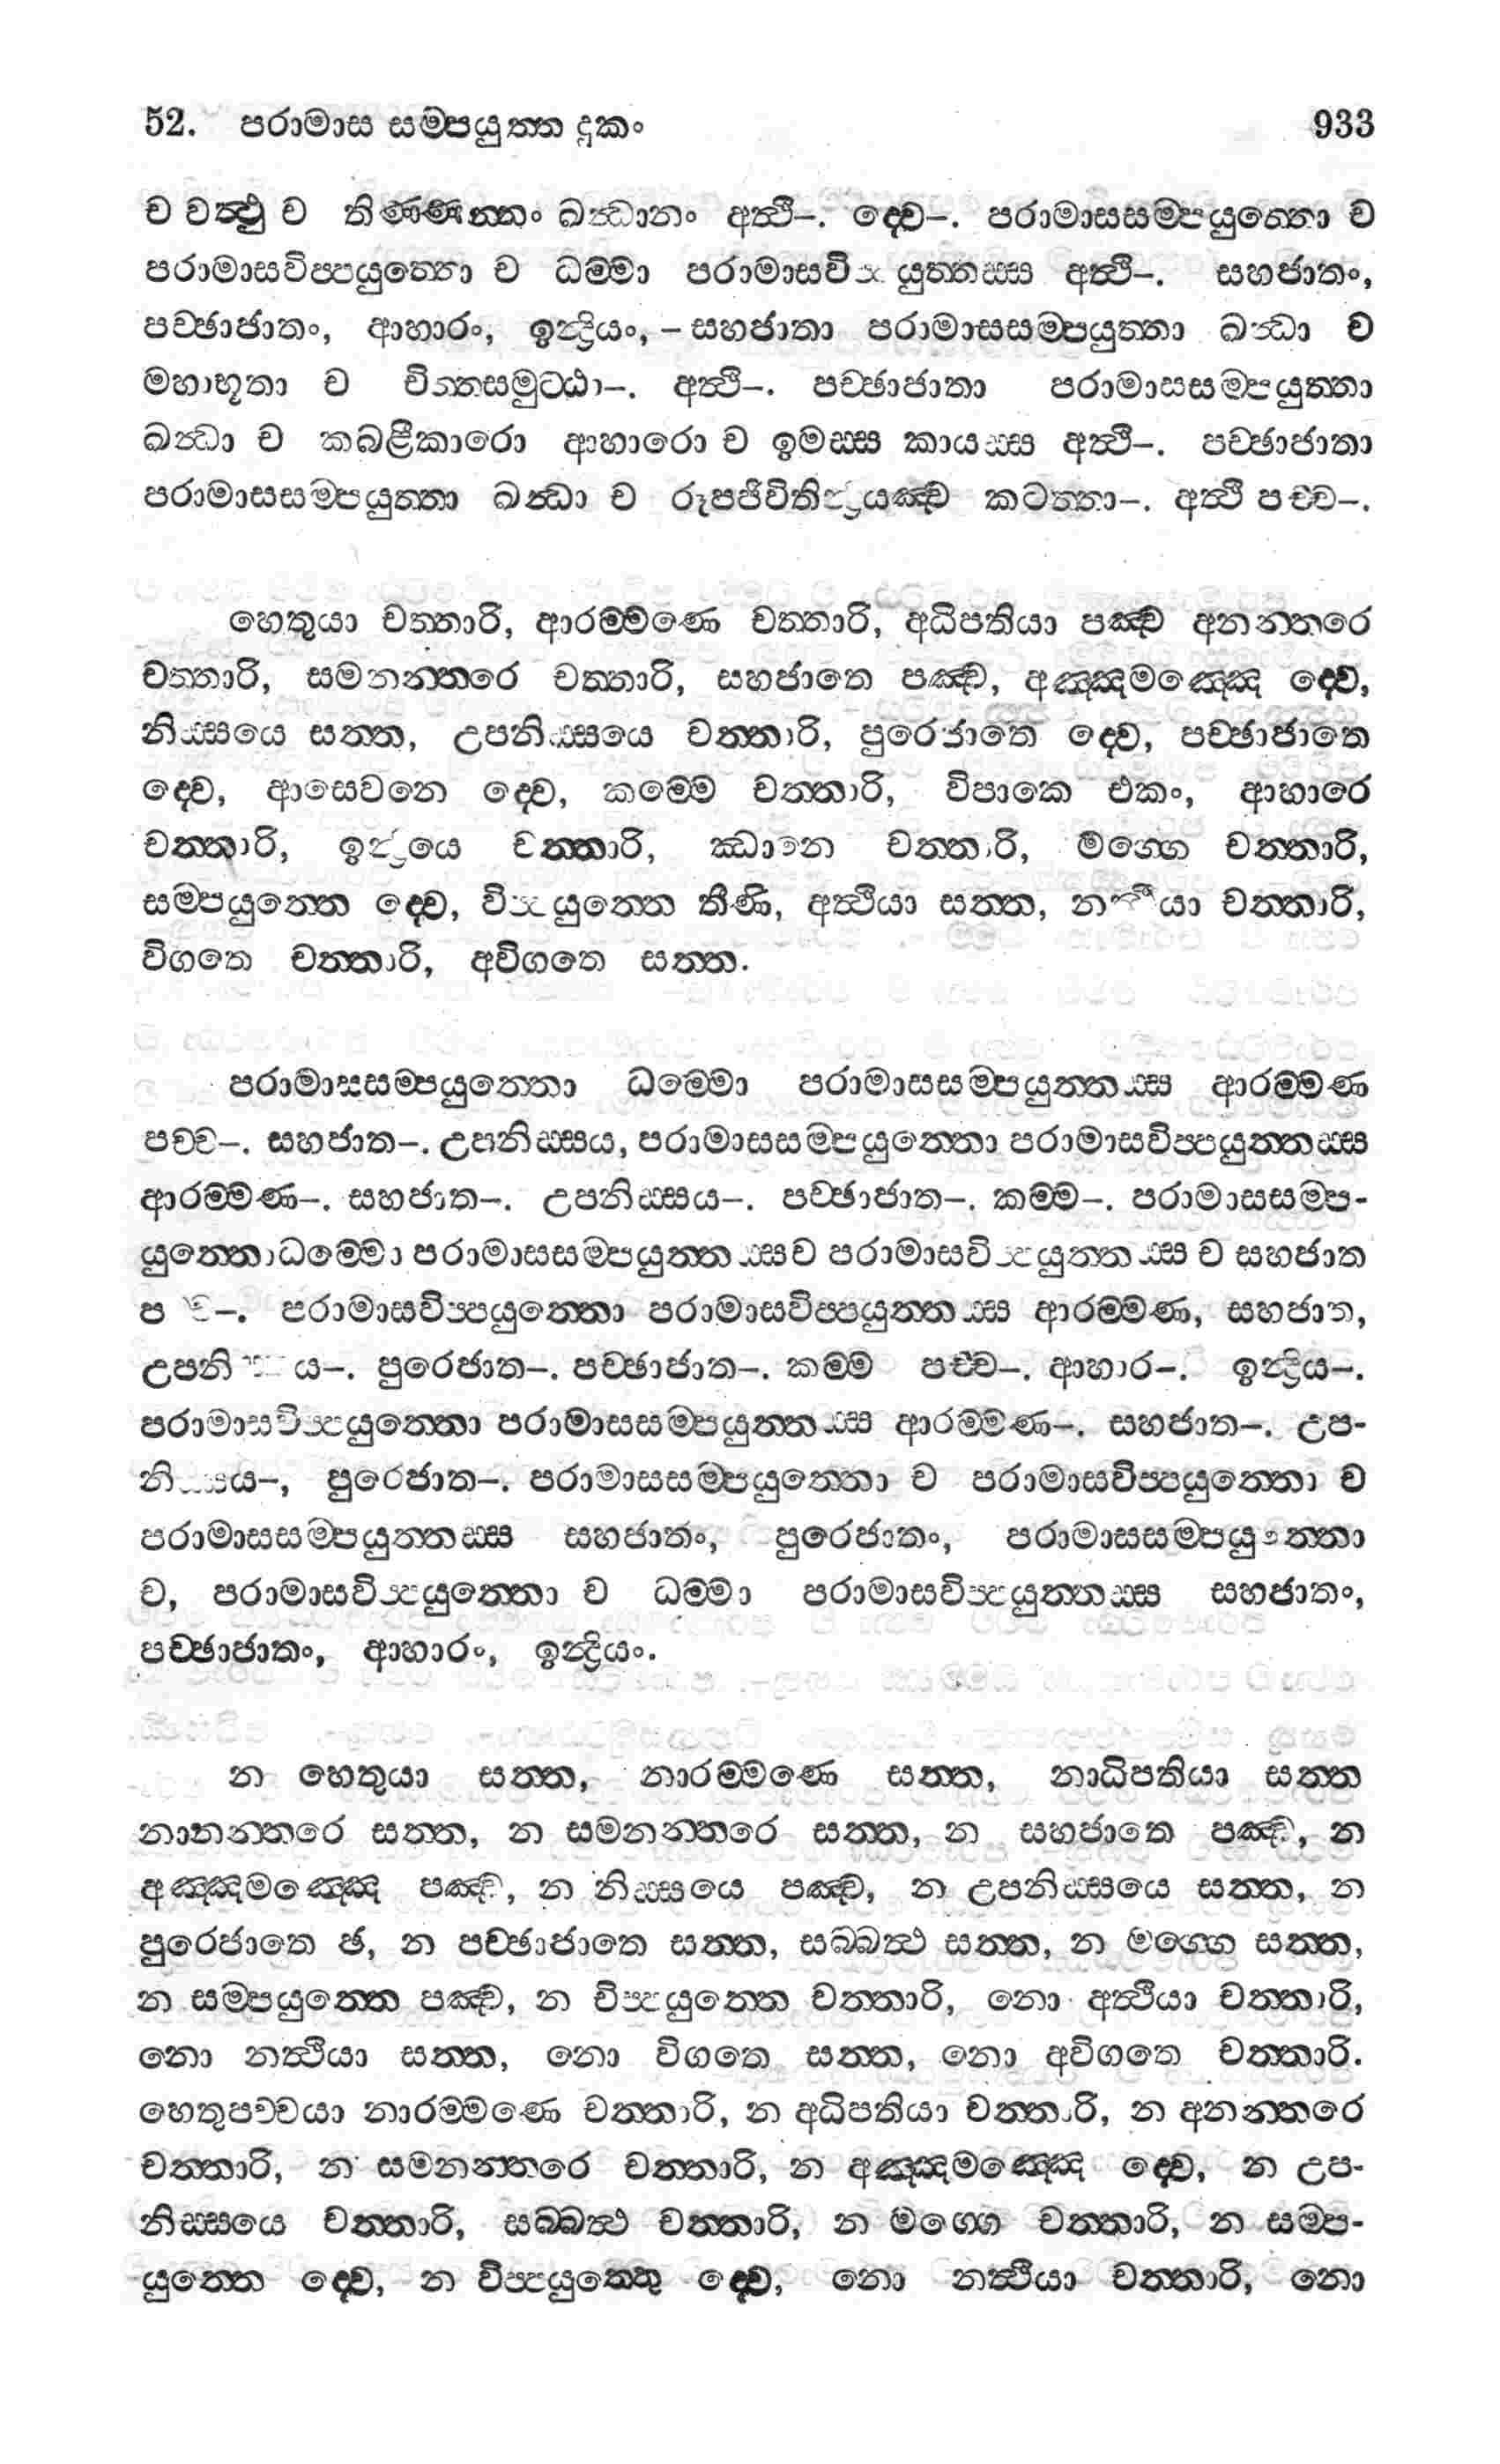 52. පරාමාස සම්පයුත්ත දුකං 933
ච වත්ථු ච තිණ්ණන්නං ඛන්ධානං අත්ථි–. ද්වෙ–. පරාමාසසම්පයුත්තො ච
පරාමාසවිප්පයුත්තො ච ධම්මා පරාමාසවිප්පයුත්තස්ස අත්ථි–. සහජාතං,
පච්ඡාජාතං, ආහාරං, ඉන්ද්‍රියං, – සහජාතා පරාමාසසම්පයුත්තා ඛන්ධා ච
මහාභූතා ච චිත්තසමුට්ඨා–. අත්ථි–. පච්ඡාජාතා පරාමාසසම්පයුත්තා
ඛන්ධා ච කබළීකාරො ආහාරො ච ඉමස්ස කායස්ස අත්ථි–. පච්ඡාජාතා
පරාමාසසම්පයුත්තා ඛන්ධා ච රූපජීවිතින්ද්‍රියඤ්ච කටත්තා–. අත්ථි පච්ච–.
හෙතුයා චත්තාරි, ආරම්මණෙ චත්තාරි, අධිපතියා පඤ්ච අනන්තරෙ
චත්තාරි, සමනන්තරෙ චත්තාරි, සහජාතෙ පඤ්ච, අඤ්ඤමඤ්ඤෙ ද්වෙ,
නිස්සයෙ සත්ත, උපනිස්සයෙ චත්තාරි, පුරෙජාතෙ ද්වෙ, පච්ඡාජාතෙ
ද්වෙ, ආසෙවනෙ ද්වෙ, කම්මෙ චත්තාරි, විපාකෙ එකං, ආහාරෙ
චත්තාරි, ඉන්ද්‍රියෙ චත්තාරි, ඣානෙ චත්තාරි, මග්ගෙ චත්තාරි,
සම්පයුත්තෙ ද්වෙ, විප්පයුත්තෙ තීණි, අත්ථියා සත්ත, නත්ථියා චත්තාරි,
විගතෙ චත්තාරි, අවිගතෙ සත්ත.
පරාමාසසම්පයුත්තො ධම්මො පරාමාසසම්පයුත්තස්ස ආරම්මණ
පච්ච–. සහජාත–. උපනිස්සය, පරාමාසසම්පයුත්තො පරාමාසවිප්පයුත්තස්ස
ආරම්මණ–. සහජාත–. උපනිස්සය–. පච්ඡාජාත–. කම්ම–. පරාමාසසම්ප-
යුත්තොධම්මො පරාමාසසම්පයුත්තස්සච පරාමාසවිප්පයුත්තස්ස ච සහජාත
–. පරාමාසවිප්පයුත්තො පරාමාසවිප්පයුත්තස්ස ආරම්මණ, සහජාත,
උපනිස්සය–. පුරෙජාත–. පච්ඡාජාත–. කම්ම පච්ච–. ආහාර–. ඉන්ද්‍රිය–.
පරාමාසවිප්පයුත්තො පරාමාසසම්පයුත්තස්ස ආරම්මණ–. සහජාත–. උප-
නිස්සය–, පුරෙජාත–. පරාමාසසම්පයුත්තො ච පරාමාසවිප්පයුත්තො ච
පරාමාසසම්පයුත්තස්ස සහජාතං, පුරෙජාතං, පරාමාසසම්පයුත්තො
ච, පරාමාසවිප්පයුත්තො ච ධම්මා පරාමාසවිප්පයුත්තස්ස සහජාතං,
පච්ඡාජාතං, ආහාරං, ඉන්ද්‍රියං.
න හෙතුයා සත්ත, නාරම්මණෙ සත්ත, නාධිපතියා සත්ත
නානන්තරෙ සත්ත, න සමනන්තරෙ සත්ත, න සහජාතෙ පඤ්ච, න
අඤ්ඤමඤ්ඤෙ පඤ්ච, න නිස්සයෙ පඤ්ච, න උපනිස්සයෙ සත්ත, න
පුරෙජාතෙ ඡ, න පච්ඡාජාතෙ සත්ත, සබ්බත්ථ සත්ත, න මග්ගෙ සත්ත,
න සම්පයුත්තෙ පඤ්ච, න විප්පයුත්තෙ චත්තාරි, නො අත්ථියා චත්තාරි,
නො නත්ථියා සත්ත, නො විගතෙ සත්ත, නො අවිගතෙ චත්තාරි.
හෙතුපච්චයා නාරම්මණෙ චත්තාරි, න අධිපතියා චත්තාරි, න අනන්තරෙ
චත්තාරි, න සමනන්තරෙ චත්තාරි, න අඤ්ඤමඤ්ඤෙ ද්වෙ, න උප-
නිස්සයෙ චත්තාරි, සබ්බත්ථ චත්තාරි, න මග්ගෙ චත්තාරි, න සම්ප-
යුත්තෙ ද්වෙ, න විප්පයුත්තෙතු ද්වෙ, නො නත්ථියා චත්තාරි, නො